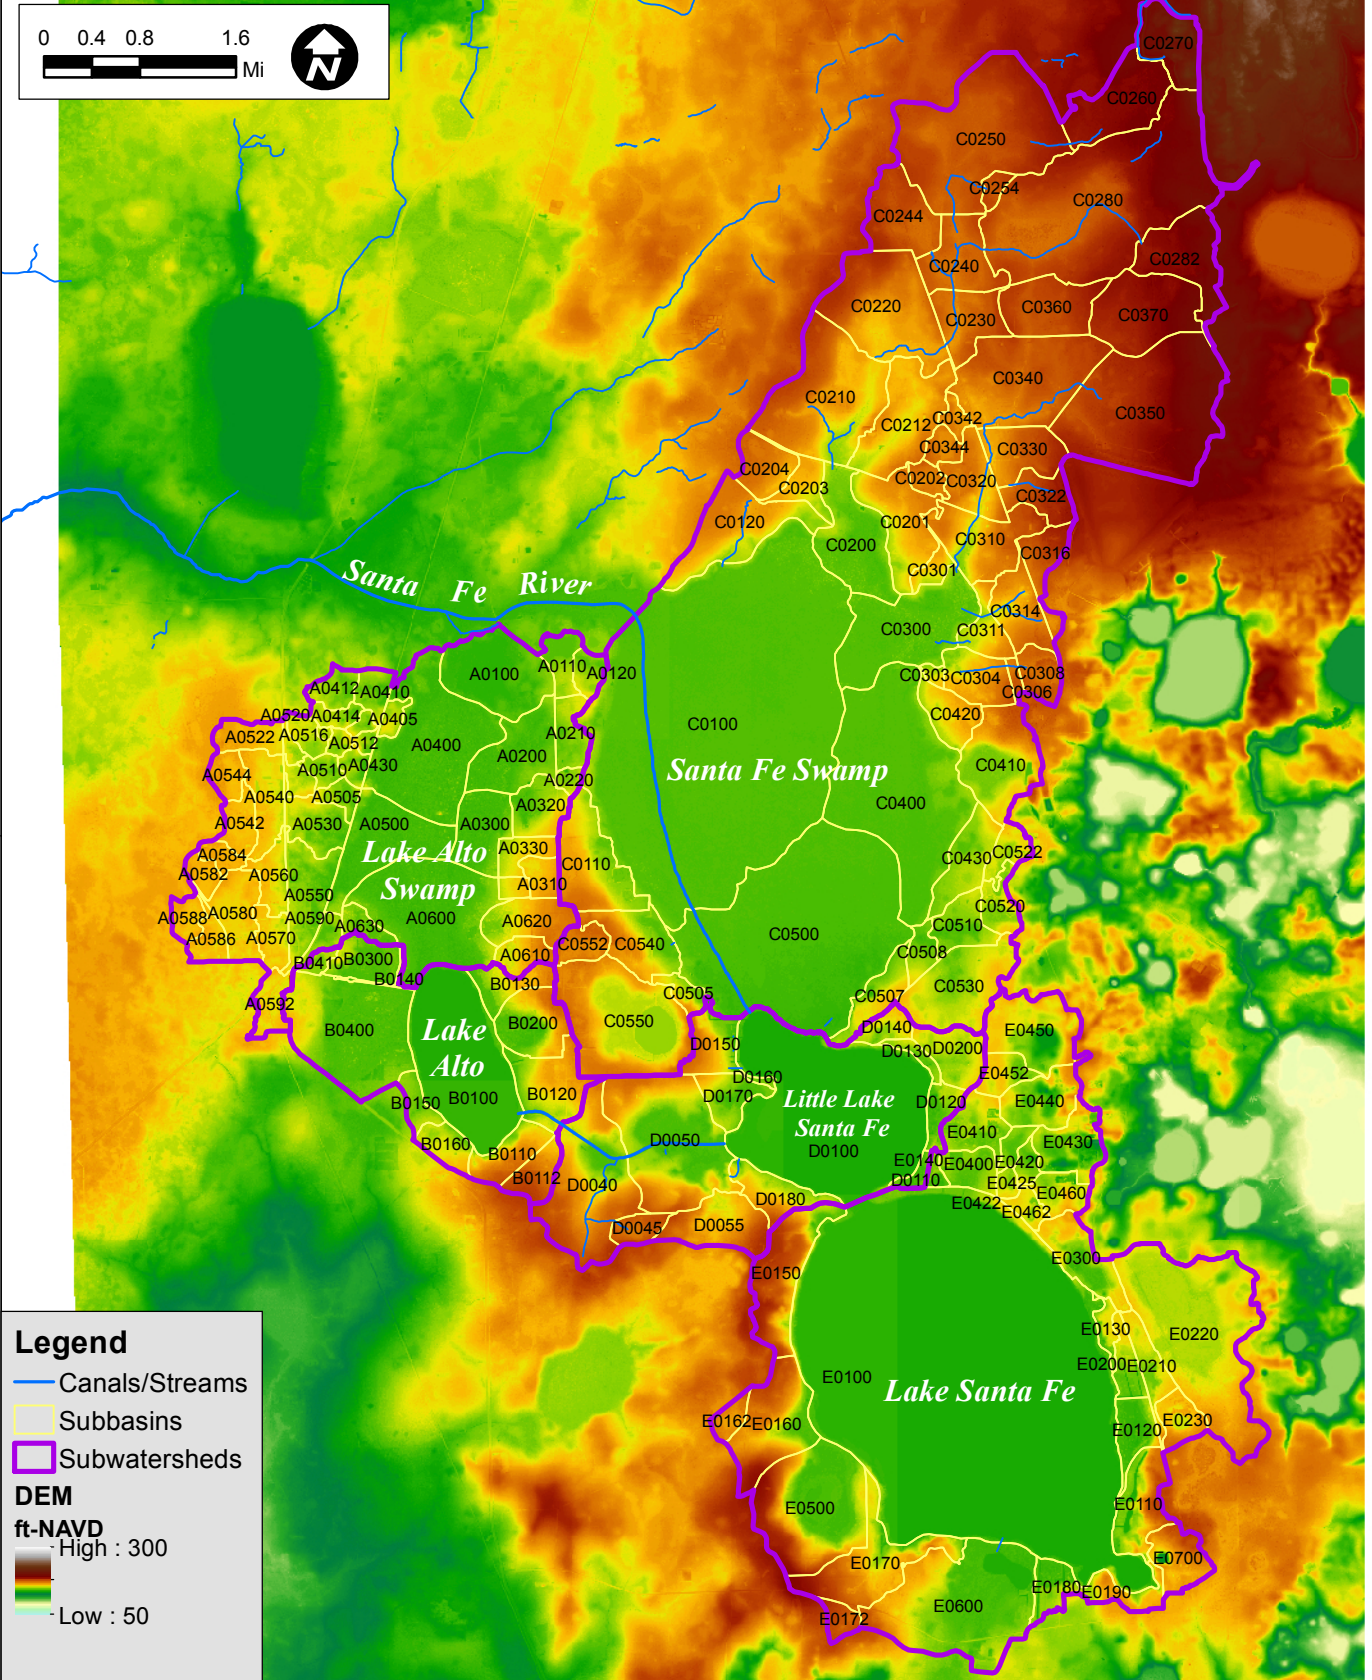 0 0.4 0.8 1.6
Mi
N
C0270
C0260
C0250
C0254
C0280
C0244
C0240
C0282
C0220
C0230
C0360
C0370
C0340
C0210
C0350
C0212
C0342
C0344
C0330
C0204
C0203
C0202
C0320
C0322
C0120
C0201
C0200
C0310
C0316
C0301
Santa Fe River
C0314
C0300
C0311
A0100
A0110
A0120
C0303
C0304
C0308
C0306
A0412
A0410
A0520
A0414
A0405
C0100
C0420
A0522
A0516
A0512
A0400
A0210
A0200
A0544
A0510
A0430
A0220
Santa Fe Swamp
C0410
A0540
A0505
A0320
C0400
A0542
A0530
A0500
A0300
Lake Alto
Swamp
A0330
C0110
C0430
C0522
A0584
A0582
A0560
A0310
A0550
A0588
A0580
A0590
A0630
A0600
A0620
C0520
C0510
A0586
A0570
C0552
C0540
C0500
C0508
B0410
B0300
B0140
A0610
B0130
A0592
C0505
C0507
C0530
B0400
Lake
Alto
B0200
C0550
D0150
D0140
D0130
D0200
E0450
E0452
D0160
D0170
B0150
B0100
B0120
Little Lake
Santa Fe
D0120
E0440
D0050
D0100
E0410
E0430
B0160
B0110
E0140
E0400
E0420
B0112
D0040
D0110
E0425
E0460
D0180
E0422
E0462
D0045
D0055
E0300
E0150
E0130
E0220
E0200
E0210
E0100
Lake Santa Fe
E0162
E0160
E0120
E0230
E0500
E0110
E0170
E0700
E0180
E0190
E0600
E0172
Legend
Canals/Streams
Subbasins
Subwatersheds
DEM
ft-NAVD
High : 300
Low : 50